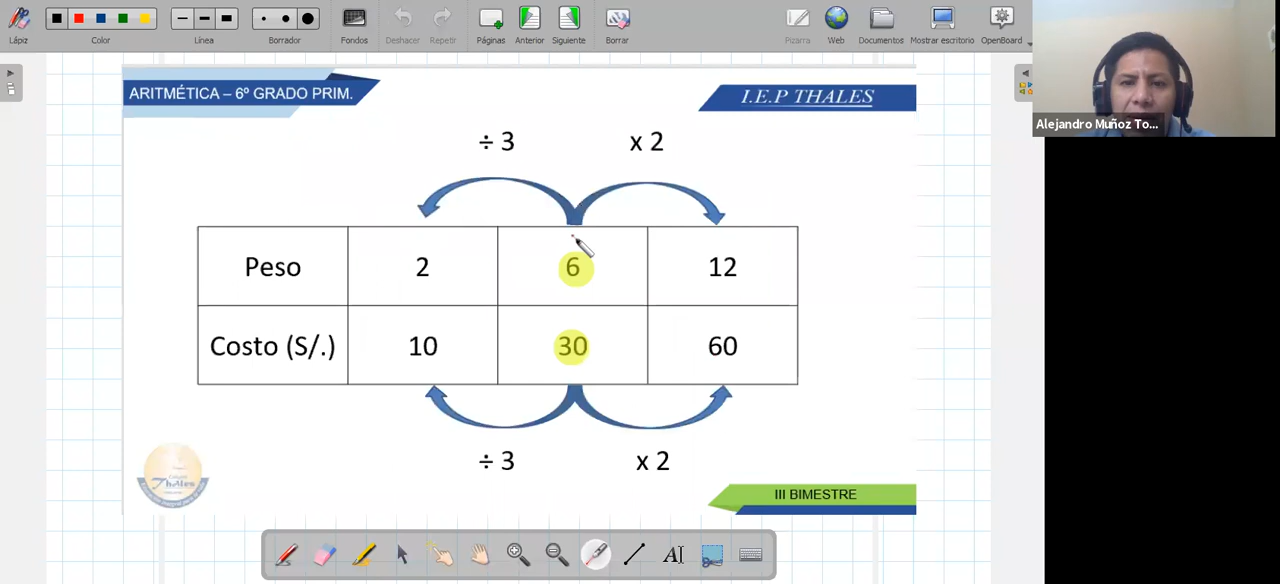 Lápiz
Color
Línea
Borrador
Fondos
Deshacer
Repetir
Páginas
Anterior
Siguiente
Borrar
Pizarra
Web
Documentos
Mostrar escritorio
OpenBoard
Alejandro Muñoz To...
ARITMÉTICA – 6º GRADO PRIM.
I.E.P THALES
÷ 3 x 2
Peso 2 6 12
Costo (S/.) 10 30 60
÷ 3 x 2
Thales
III BIMESTRE
A